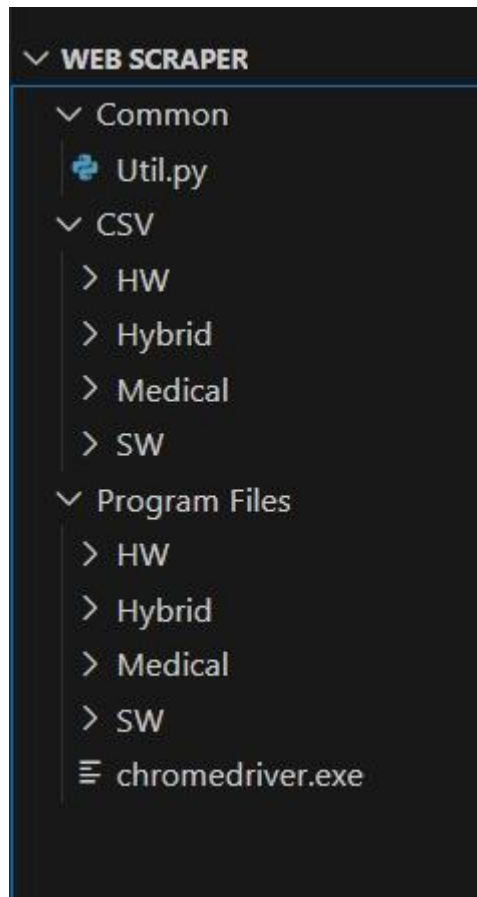 WEB SCRAPER
Common
Util.py
CSV
HW
Hybrid
Medical
SW
Program Files
HW
Hybrid
Medical
SW
chromedriver.exe